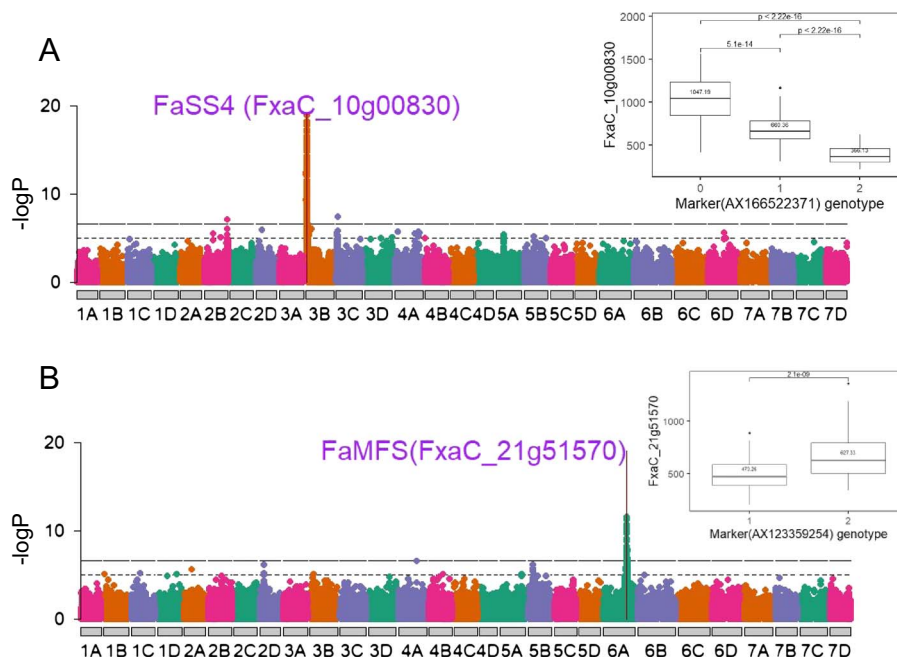 A
FaSS4 (FxaC_10g00830)
-logP
20
10
0
1A 1B 1C 1D 2A 2B 2C 2D 3A 3B 3C 3D 4A 4B 4C 4D 5A 5B 5C 5D 6A 6B 6C 6D 7A 7B 7C 7D
FxaC_10g00830
2000
1500
1000
500
p < 2.22e-16
5.1e-14
p < 2.22e-16
0 1 2
Marker(AX166522371) genotype
B
FaMFS(FxaC_21g51570)
-logP
20
10
0
1A 1B 1C 1D 2A 2B 2C 2D 3A 3B 3C 3D 4A 4B 4C 4D 5A 5B 5C 5D 6A 6B 6C 6D 7A 7B 7C 7D
FxaC_21g51570
1000
500
2.1e-09
1 2
Marker(AX123359254) genotype